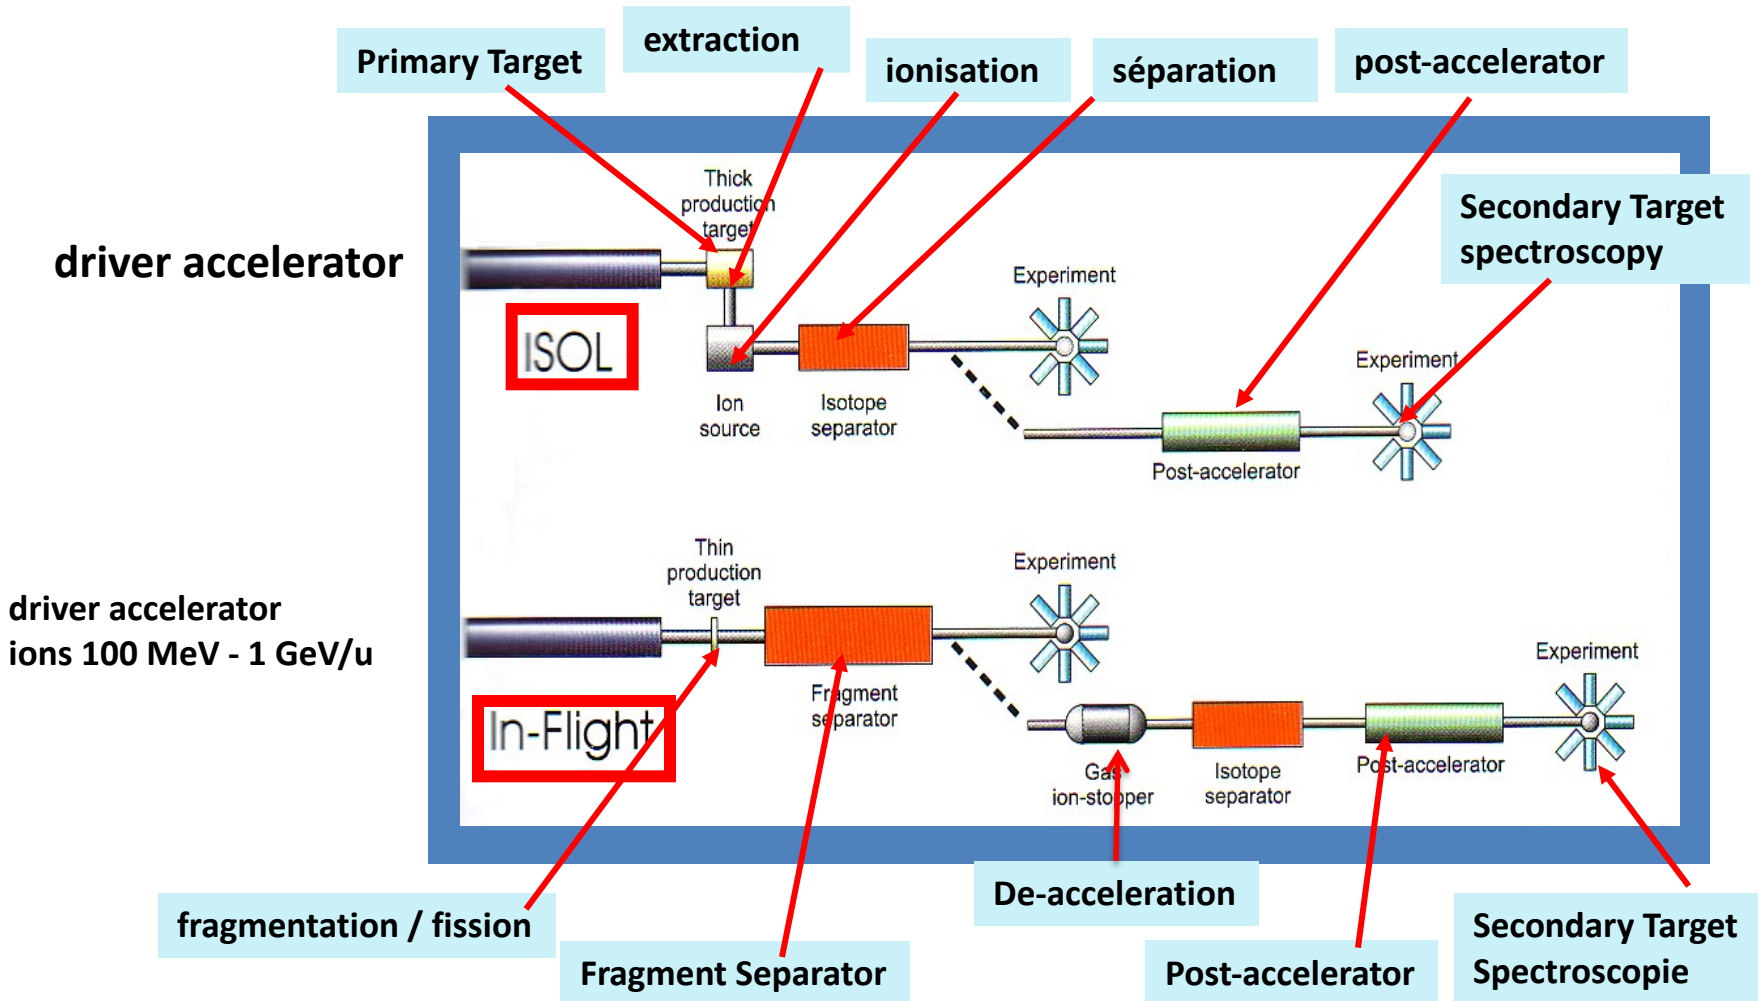 Primary Target
extraction
ionisation
séparation
post-accelerator
Thick
production
target
Secondary Target
spectroscopy
driver accelerator
Experiment
ISOL
Experiment
Ion
source
Isotope
separator
Post-accelerator
Thin
production
target
Experiment
driver accelerator
ions 100 MeV - 1 GeV/u
Experiment
Fragment
separator
In-Flight
Gas
ion-stopper
Isotope
separator
Post-accelerator
De-acceleration
fragmentation / fission
Fragment Separator
Post-accelerator
Secondary Target
Spectroscopie